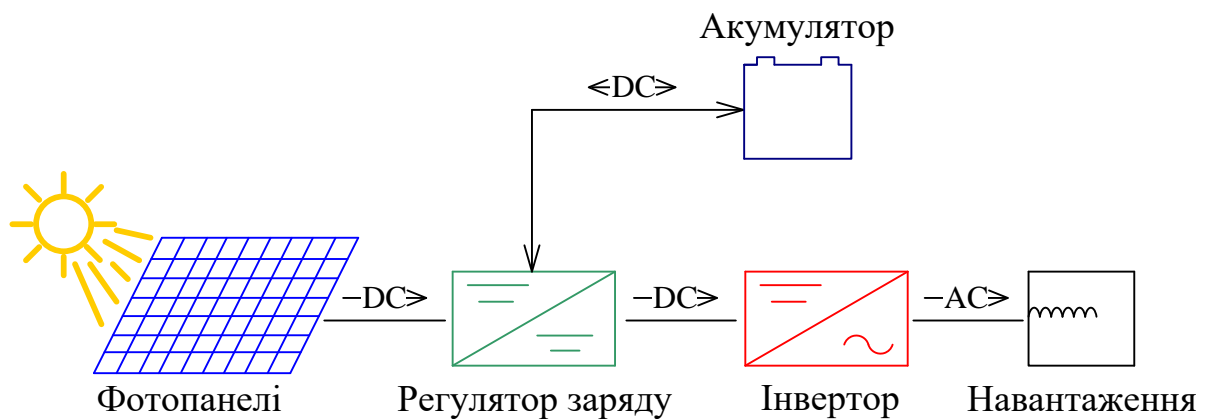 Акумулятор
<DC>
−DC>
−DC>
−AC>
Фотопанелі
Регулятор заряду
Інвертор
Навантаження